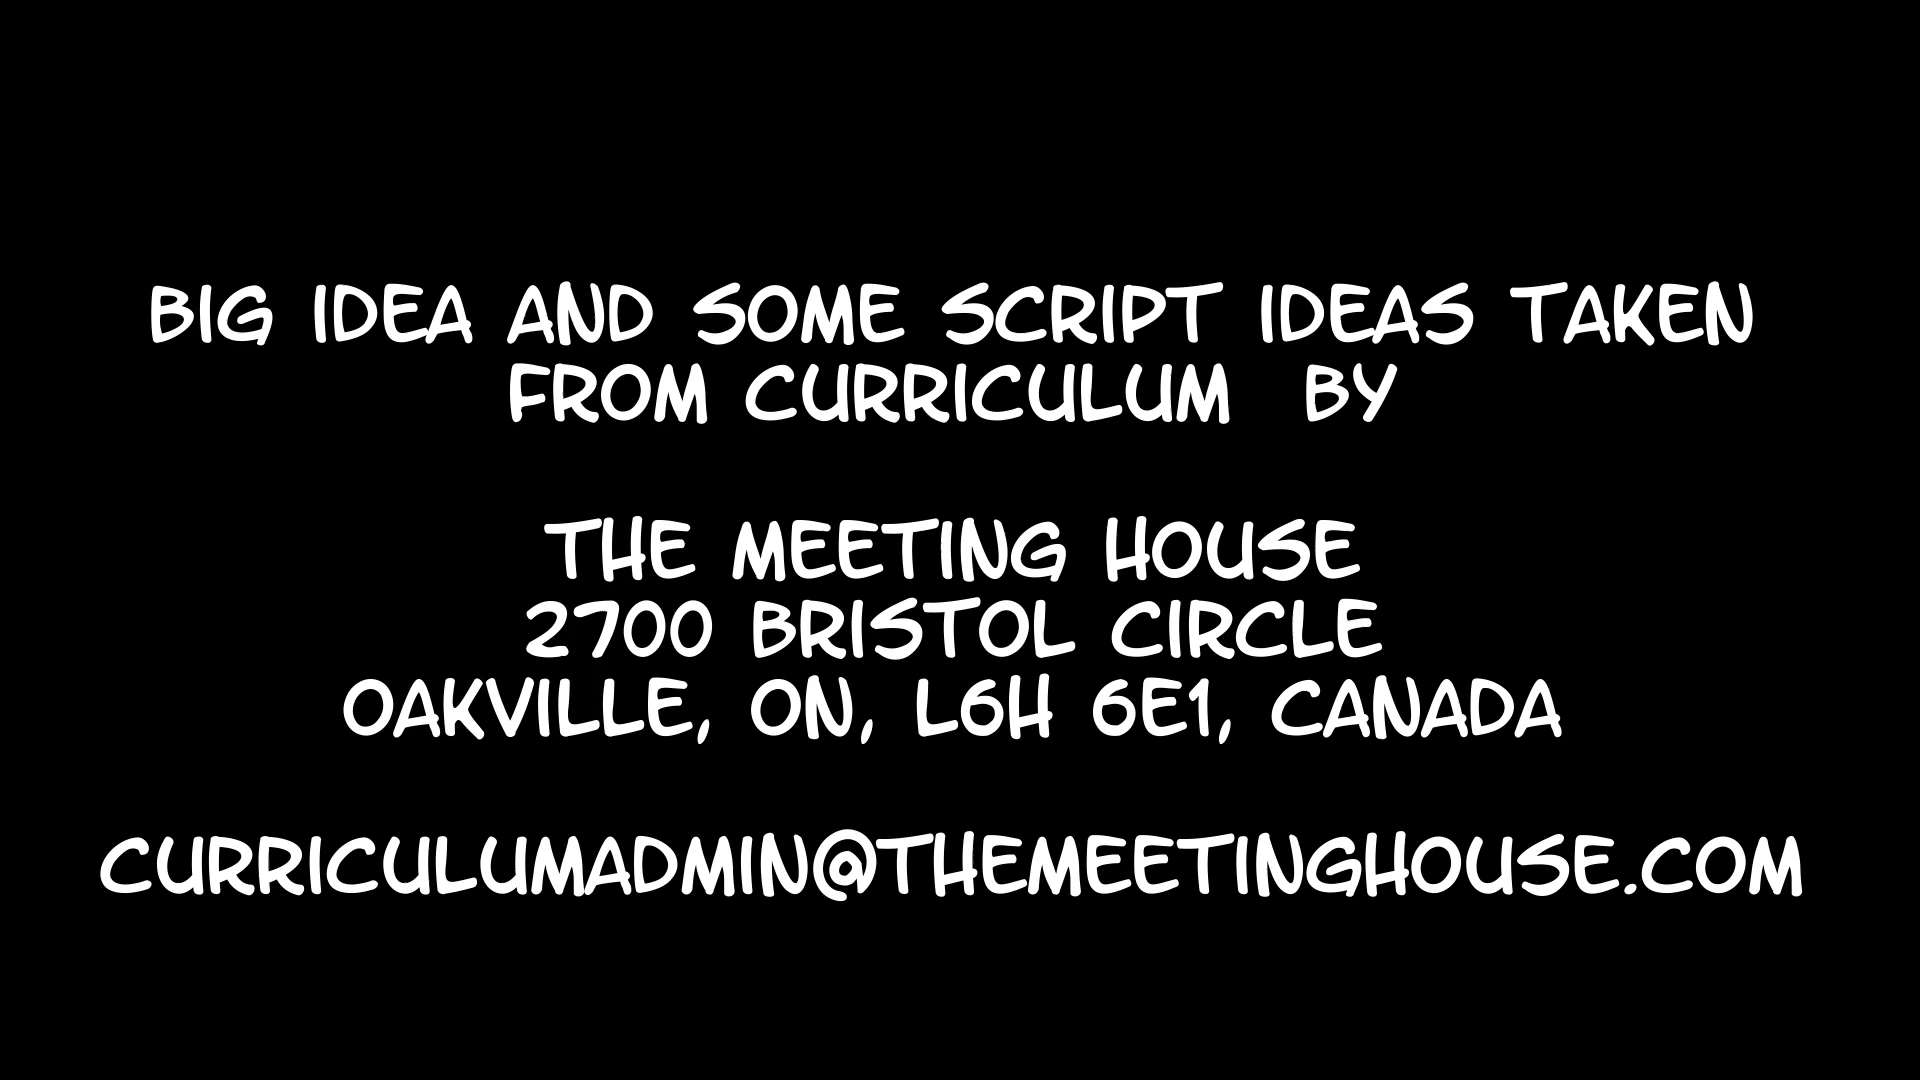 BIG IDEA AND SOME SCRIPT IDEAS TAKEN
FROM CURRICULUM  BY
THE MEETING HOUSE
2700 BRISTOL CIRCLE
OAKVILLE, ON, L6H 6E1, CANADA
CURRICULUMADMIN@THEMEETINGHOUSE.COM